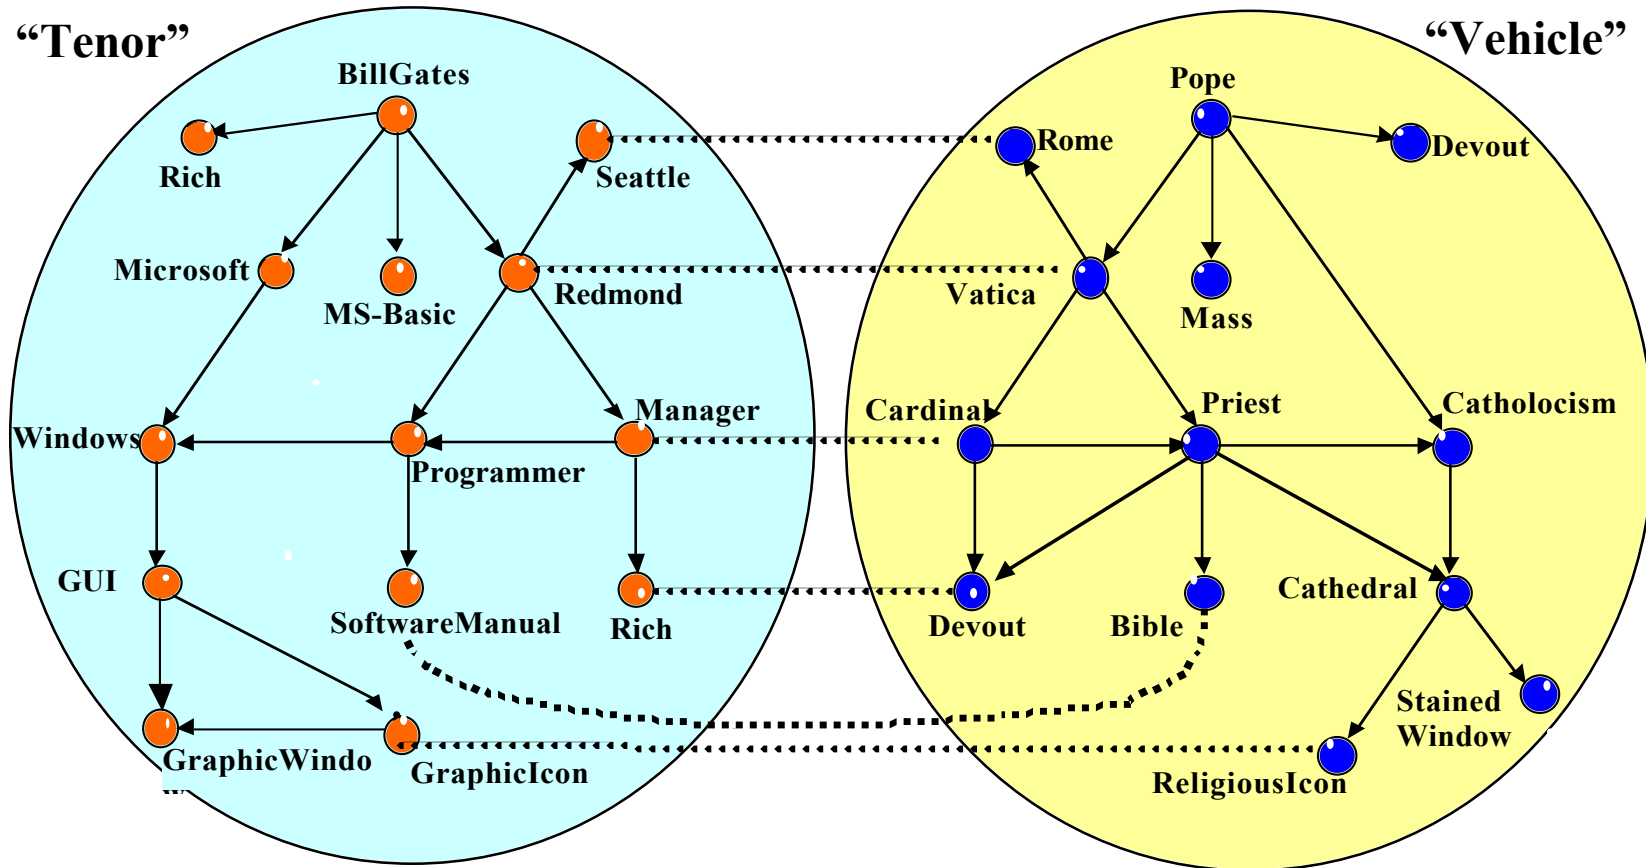 “Tenor”
“Vehicle”
BillGates
Pope
Rich
Seattle
Rome
Devout
Microsoft
MS-Basic
Redmond
Vatica
Mass
Windows
Programmer
Manager
Cardinal
Priest
Catholocism
GUI
SoftwareManual
Rich
Devout
Bible
Cathedral
GraphicWindo
GraphicIcon
ReligiousIcon
Stained
Window